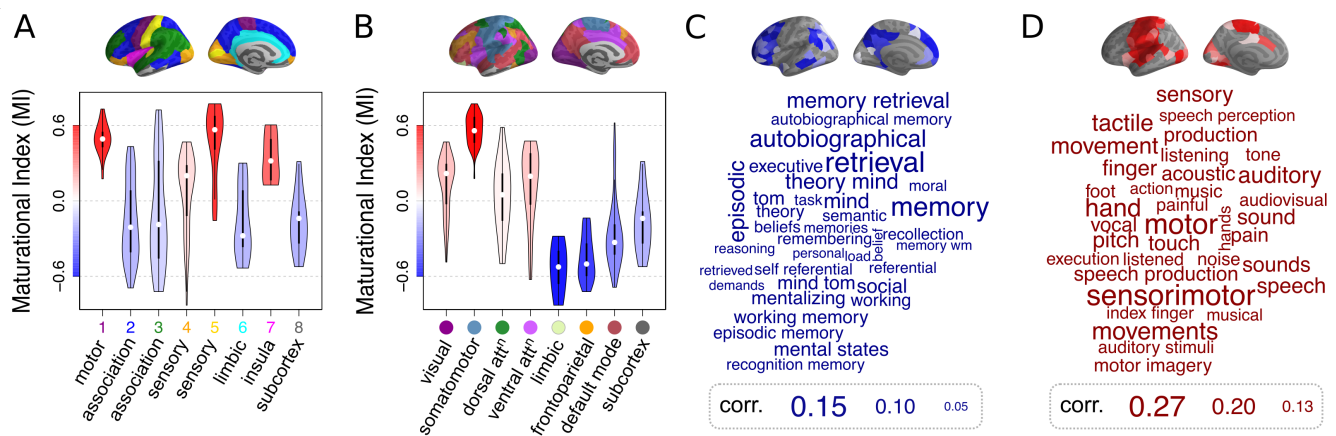 A
B
C
D
Maturational Index (MI)
0.6
0.0
−0.6
1 2 3 4 5 6 7 8
motor
association
association
sensory
sensory
limbic
insula
subcortex
Maturational Index (MI)
0.6
0.0
−0.6
visual
somatomotor
dorsal attⁿ
ventral attⁿ
limbic
frontoparietal
default mode
subcortex
memory retrieval
autobiographical memory
autobiographical
episodic
executive retrieval
theory mind moral
tom task mind
memory
theory semantic
beliefs memories
belief
recollection
remembering
reasoning
memory wm
personal load
retrieved self referential referential
demands
mind tom social
mentalizing working
working memory
episodic memory
mental states
recognition memory
corr. 0.15 0.10 0.05
sensory
speech perception
tactile
production
movement listening tone
finger acoustic auditory
foot action music
audiovisual
hand painful
motor sound
vocal
hands
pain
pitch touch
execution listened noise sounds
speech production speech
sensorimotor
index finger musical
movements
auditory stimuli
motor imagery
corr. 0.27 0.20 0.13